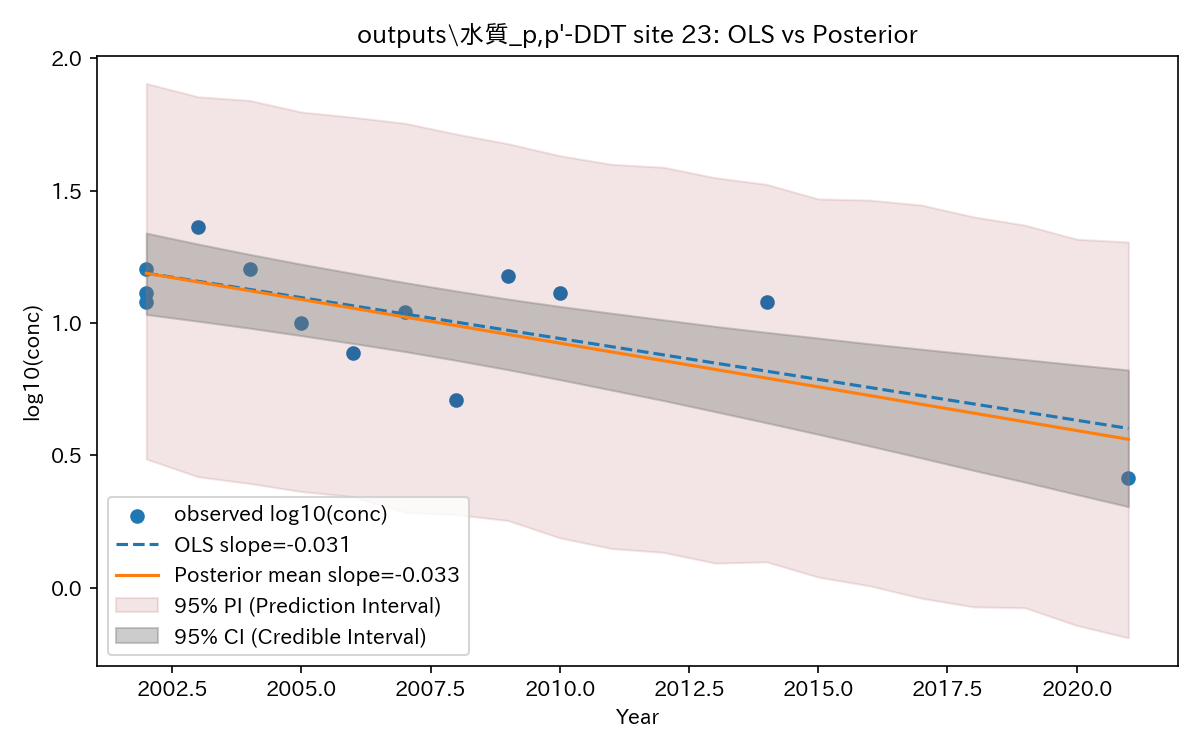 outputs\水質_p,p'-DDT site 23: OLS vs Posterior
2.0
1.5
1.0
0.5
0.0
log10(conc)
observed log10(conc)
OLS slope=-0.031
Posterior mean slope=-0.033
95% PI (Prediction Interval)
95% CI (Credible Interval)
2002.5 2005.0 2007.5 2010.0 2012.5 2015.0 2017.5 2020.0
Year